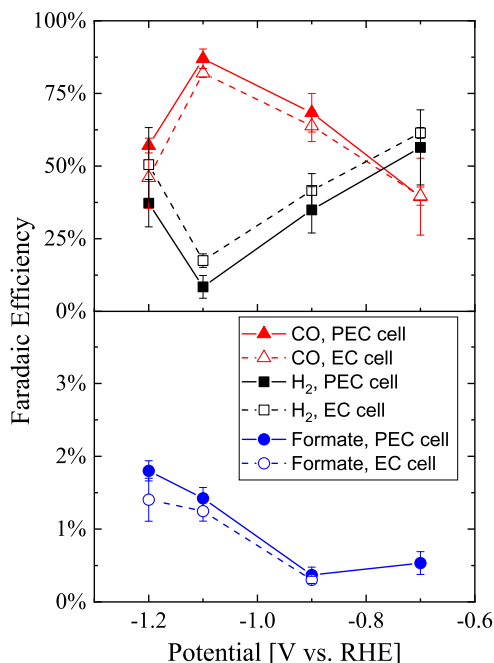 100%
75%
50%
25%
0%
Faradaic Efficiency
CO, PEC cell
CO, EC cell
H₂, PEC cell
H₂, EC cell
Formate, PEC cell
Formate, EC cell
3%
2%
1%
0%
-1.2
-1.0
-0.8
-0.6
Potential [V vs. RHE]